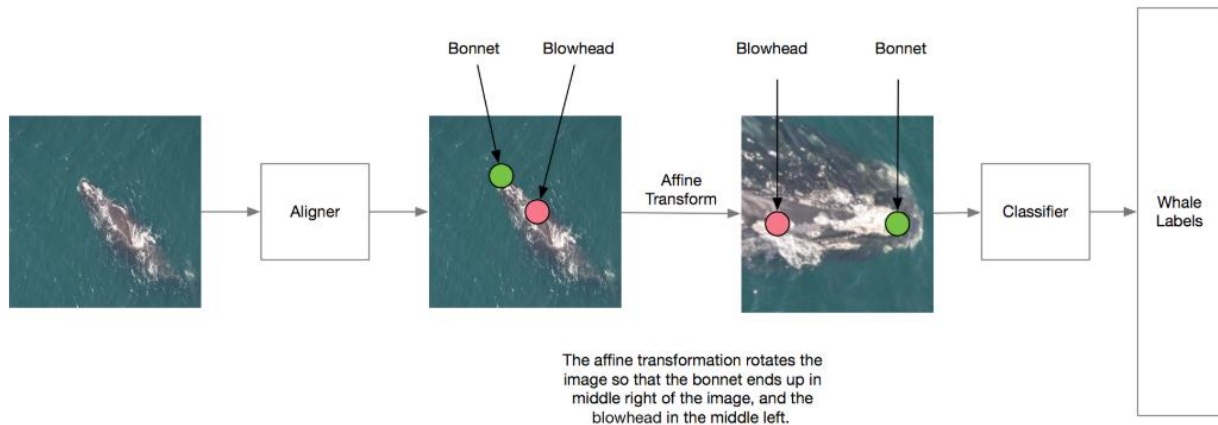 Bonnet
Blowhead
Blowhead
Bonnet
Aligner
Affine
Transform
Classifier
Whale
Labels
The affine transformation rotates the
image so that the bonnet ends up in
middle right of the image, and the
blowhead in the middle left.